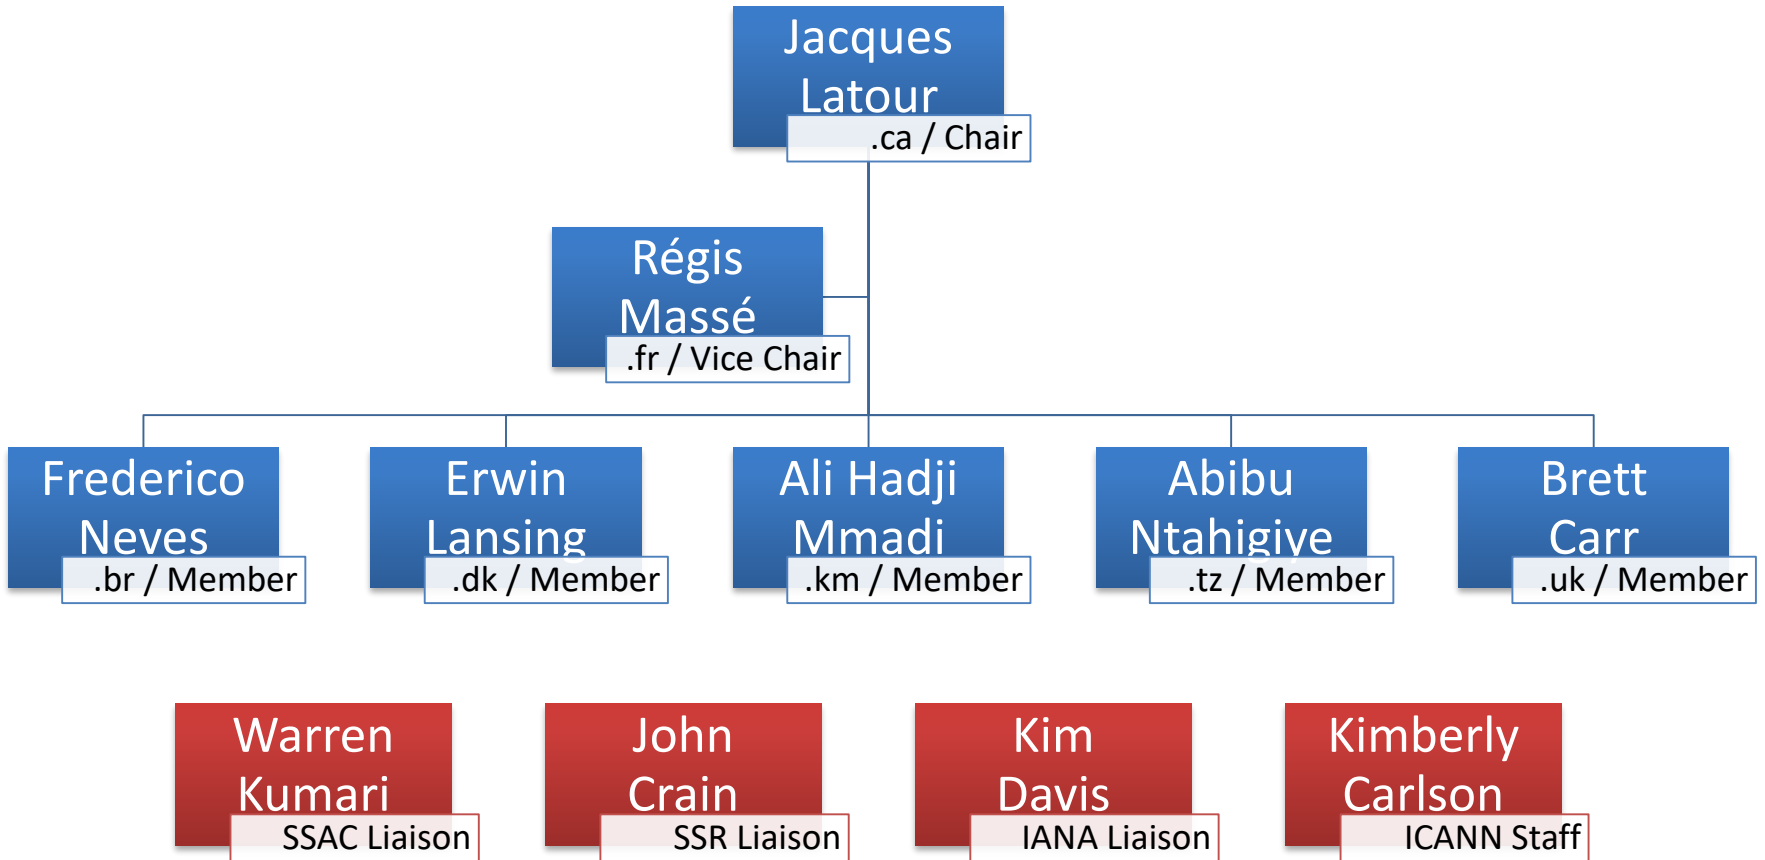 Jacques
Latour
.ca / Chair
Régis
Massé
.fr / Vice Chair
Frederico
Neves
.br / Member
Erwin
Lansing
.dk / Member
Ali Hadji
Mmadi
.km / Member
Abibu
Ntahigiye
.tz / Member
Brett
Carr
.uk / Member
Warren
Kumari
SSAC Liaison
John
Crain
SSR Liaison
Kim
Davis
IANA Liaison
Kimberly
Carlson
ICANN Staff